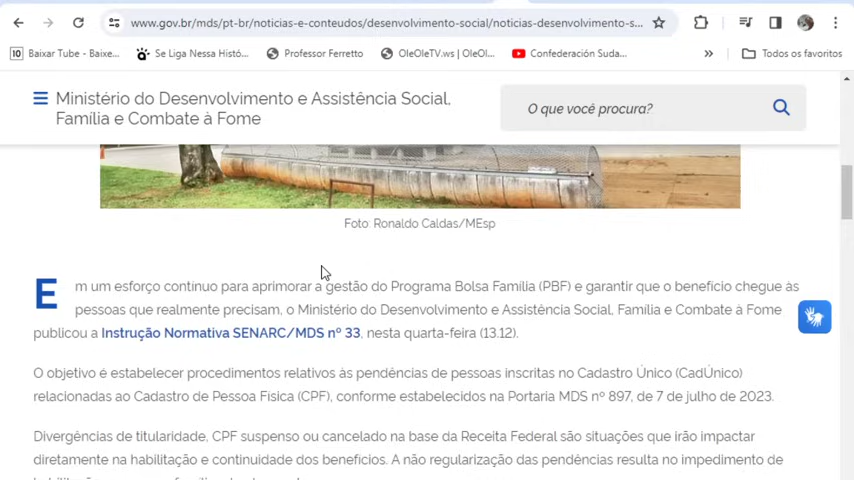 www.gov.br/mds/pt-br/noticias-e-conteudos/desenvolvimento-social/noticias-desenvolvimento-s...
Baixar Tube - Baixe... Se Liga Nessa Histó... Professor Ferretto OleOleTV.ws | OleOl... Confederación Suda... » Todos os favoritos
Ministério do Desenvolvimento e Assistência Social,
Família e Combate à Fome
O que você procura?
Foto: Ronaldo Caldas/MEsp
Em um esforço contínuo para aprimorar a gestão do Programa Bolsa Família (PBF) e garantir que o benefício chegue às
pessoas que realmente precisam, o Ministério do Desenvolvimento e Assistência Social, Família e Combate à Fome
publicou a Instrução Normativa SENARC/MDS nº 33, nesta quarta-feira (13.12).
O objetivo é estabelecer procedimentos relativos às pendências de pessoas inscritas no Cadastro Único (CadÚnico)
relacionadas ao Cadastro de Pessoa Física (CPF), conforme estabelecidos na Portaria MDS nº 897, de 7 de julho de 2023.
Divergências de titularidade, CPF suspenso ou cancelado na base da Receita Federal são situações que irão impactar
diretamente na habilitação e continuidade dos benefícios. A não regularização das pendências resulta no impedimento de